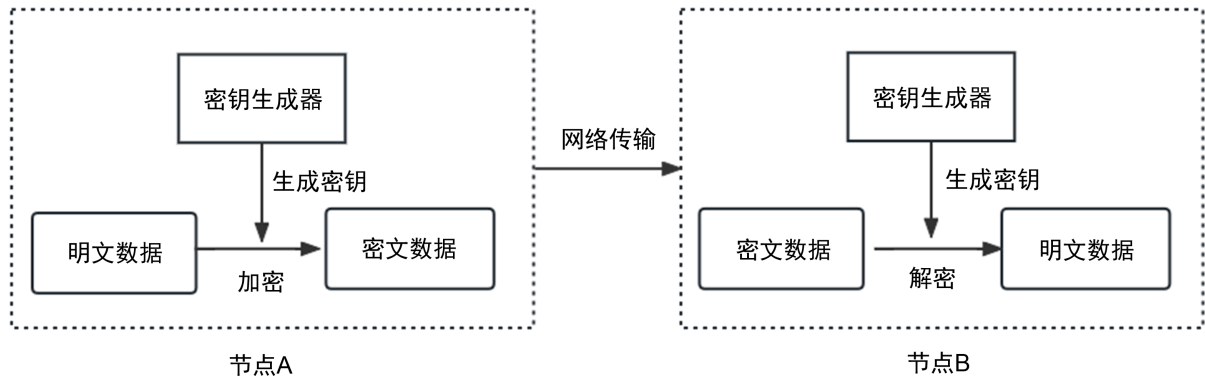 密钥生成器
生成密钥
明文数据
加密
密文数据
节点A
网络传输
密钥生成器
生成密钥
密文数据
解密
明文数据
节点B